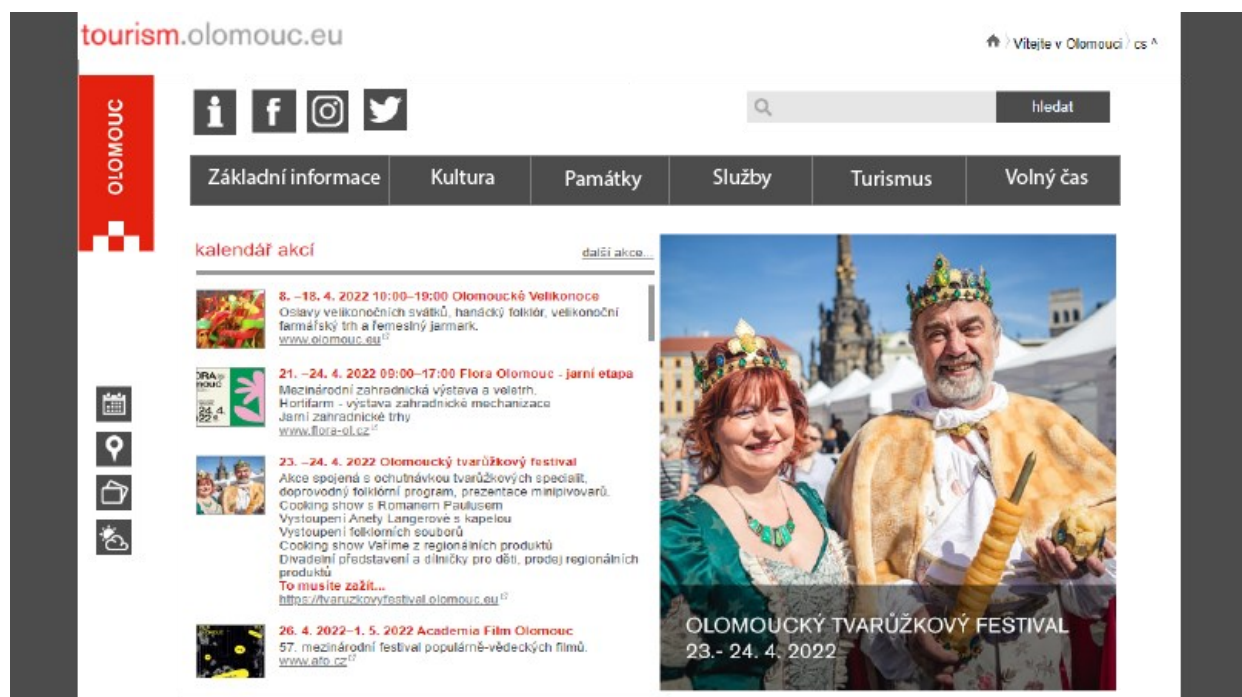 tourism.olomouc.eu
Vítejte v Olomouci cs ^
OLOMOUC
hledat
Základní informace Kultura Památky Služby Turismus Volný čas
kalendář akcí další akce...
8. –18. 4. 2022 10:00–19:00 Olomoucké Velikonoce
Oslavy velikonočních svátků, hanácký folklór, velikonoční
farmářský trh a řemeslný jarmark.
www.olomouc.eu
21. –24. 4. 2022 09:00–17:00 Flora Olomouc - jarní etapa
Mezinárodní zahradnická výstava a veletrh.
Hortifarm - výstava zahradnické mechanizace
Jarní zahradnické trhy
www.flora-ol.cz
23. –24. 4. 2022 Olomoucký tvarůžkový festival
Akce spojená s ochutnávkou tvarůžkových specialit,
doprovodný folklórní program, prezentace minipivovarů.
Cooking show s Romanem Paulusem
Vystoupení Anety Langerové s kapelou
Vystoupení folklorních souborů
Cooking show Vaříme z regionálních produktů
Divadelní představení a dílničky pro děti, prodej regionálních
produktů
To musíte zažít...
https://tvaruzkovyfestival.olomouc.eu
26. 4. 2022–1. 5. 2022 Academia Film Olomouc
57. mezinárodní festival populárně-vědeckých filmů.
www.afo.cz
OLOMOUCKÝ TVARŮŽKOVÝ FESTIVAL
23.- 24. 4. 2022